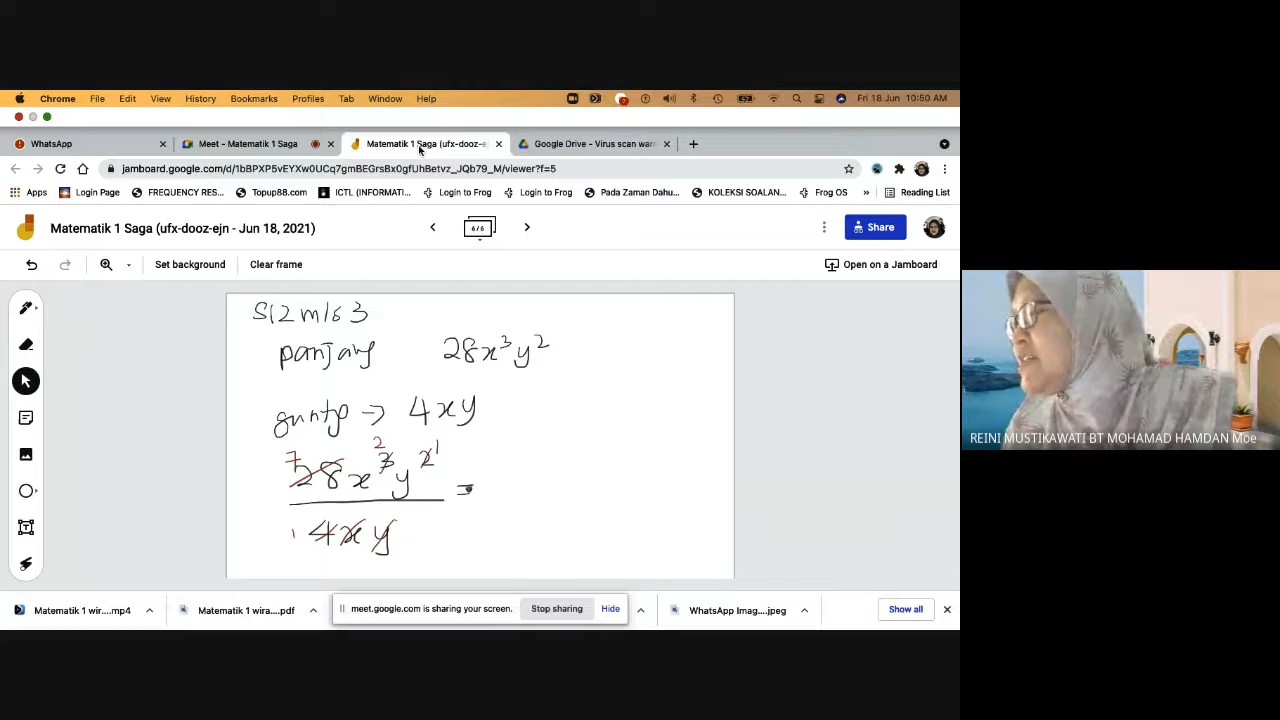 Chrome File Edit View History Bookmarks Profiles Tab Window Help Fri 18 Jun 10:50 AM
WhatsApp Meet - Matematik 1 Saga Matematik 1 Saga (ufx-dooz-e Google Drive - Virus scan warn
jamboard.google.com/d/1bBPXP5vEYXw0UCq7gmBEGrsBx0gfUhBetvz_JQb79_M/viewer?f=5
Apps Login Page FREQUENCY RES... Topup88.com ICTL (INFORMATI... Login to Frog Login to Frog Pada Zaman Dahu... KOLEKSI SOALAN... Frog OS » Reading List
Matematik 1 Saga (ufx-dooz-ejn - Jun 18, 2021) 6/6 Share
Set background Clear frame Open on a Jamboard
panjang 28x³y²
→ 4xy
7 2 1
28x³y² =
1 4xy
REINI MUSTIKAWATI BT MOHAMAD HAMDAN Moe
Matematik 1 wir....mp4 Matematik 1 wira....pdf meet.google.com is sharing your screen. Stop sharing Hide WhatsApp Imag....jpeg Show all